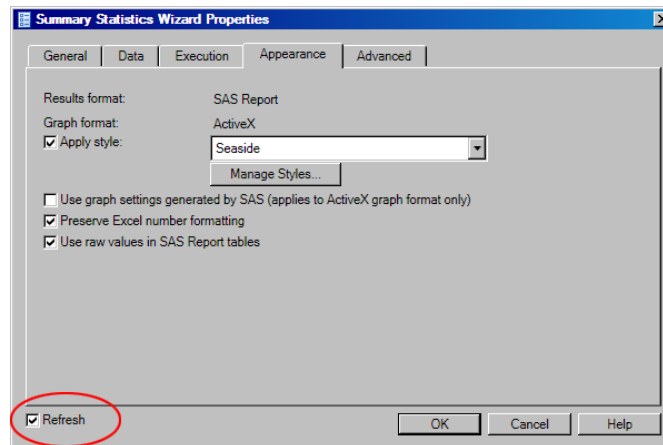 Summary Statistics Wizard Properties
General Data Execution Appearance Advanced
Results format: SAS Report
Graph format: ActiveX
Apply style: Seaside
Manage Styles...
Use graph settings generated by SAS (applies to ActiveX graph format only)
Preserve Excel number formatting
Use raw values in SAS Report tables
Refresh OK Cancel Help